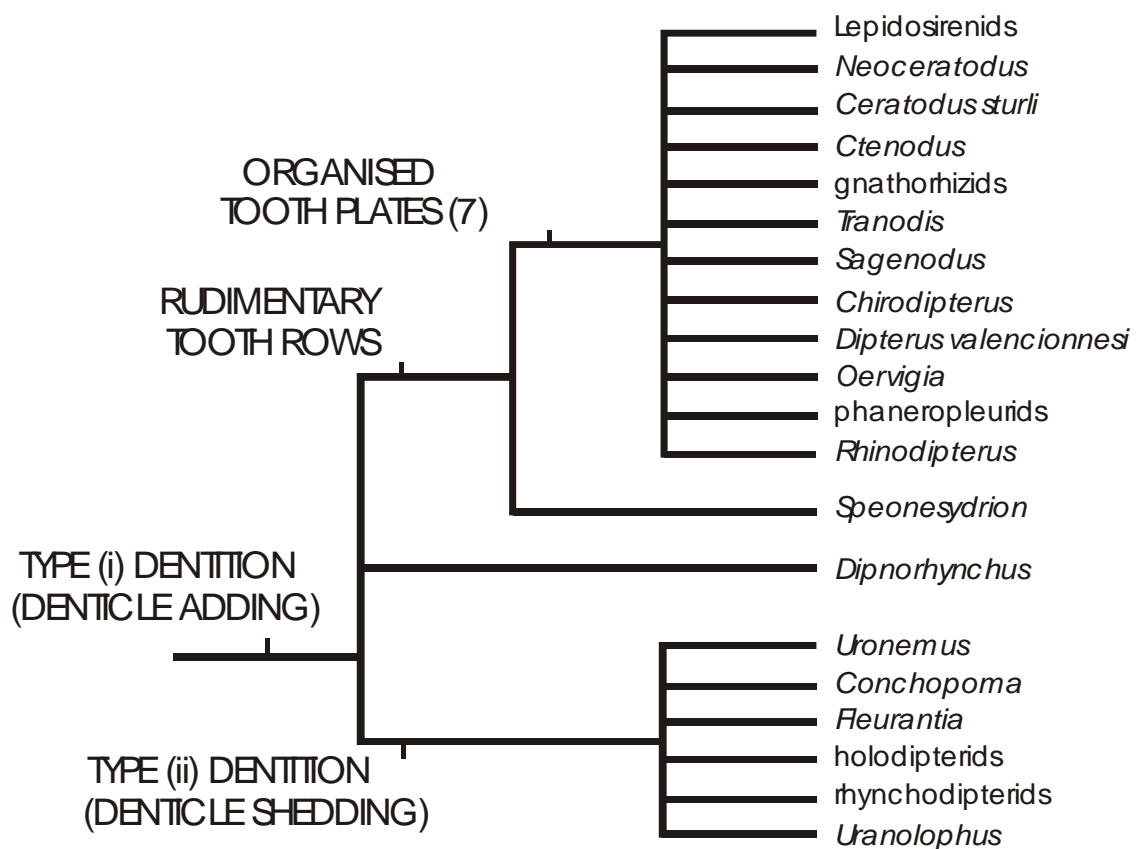 Lepidosirenids
Neoceratodus
Ceratodus sturli
Ctenodus
gnathorhizids
Tranodis
Sagenodus
Chirodipterus
Dipterus valencionnesi
Oervigia
phaneropleurids
Rhinodipterus
Speonesydrion
Dipnorhynchus
Uronemus
Conchopoma
Fleurantia
holodipterids
rhynchodipterids
Uranolophus
ORGANISED
TOOTH PLATES (7)
RUDIMENTARY
TOOTH ROWS
TYPE (i) DENTITION
(DENTICLE ADDING)
TYPE (ii) DENTITION
(DENTICLE SHEDDING)